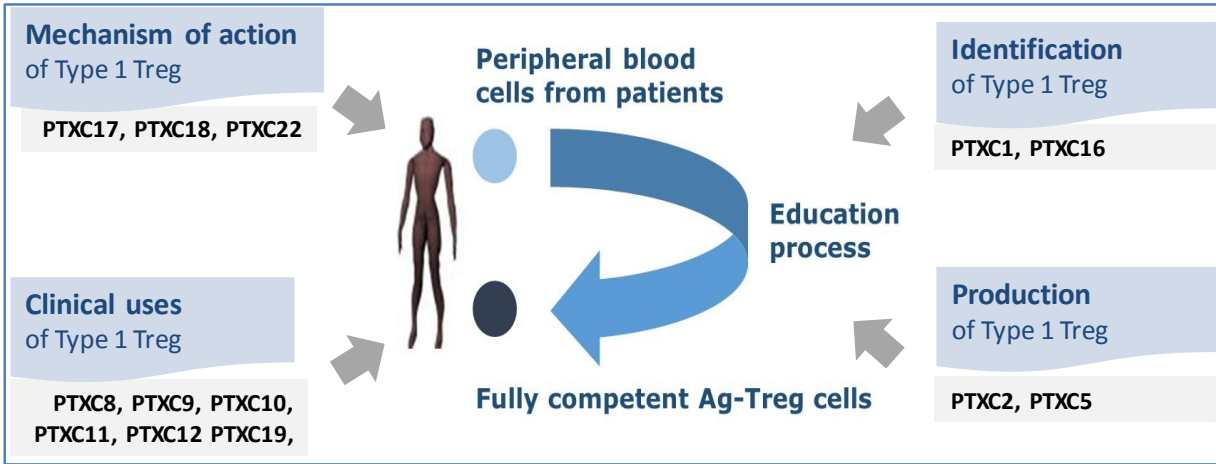 Mechanism of action
of Type 1 Treg
PTXC17, PTXC18, PTXC22
Peripheral blood
cells from patients
Identification
of Type 1 Treg
PTXC1, PTXC16
Education
process
Clinical uses
of Type 1 Treg
PTXC8, PTXC9, PTXC10,
PTXC11, PTXC12 PTXC19,
Fully competent Ag-Treg cells
Production
of Type 1 Treg
PTXC2, PTXC5